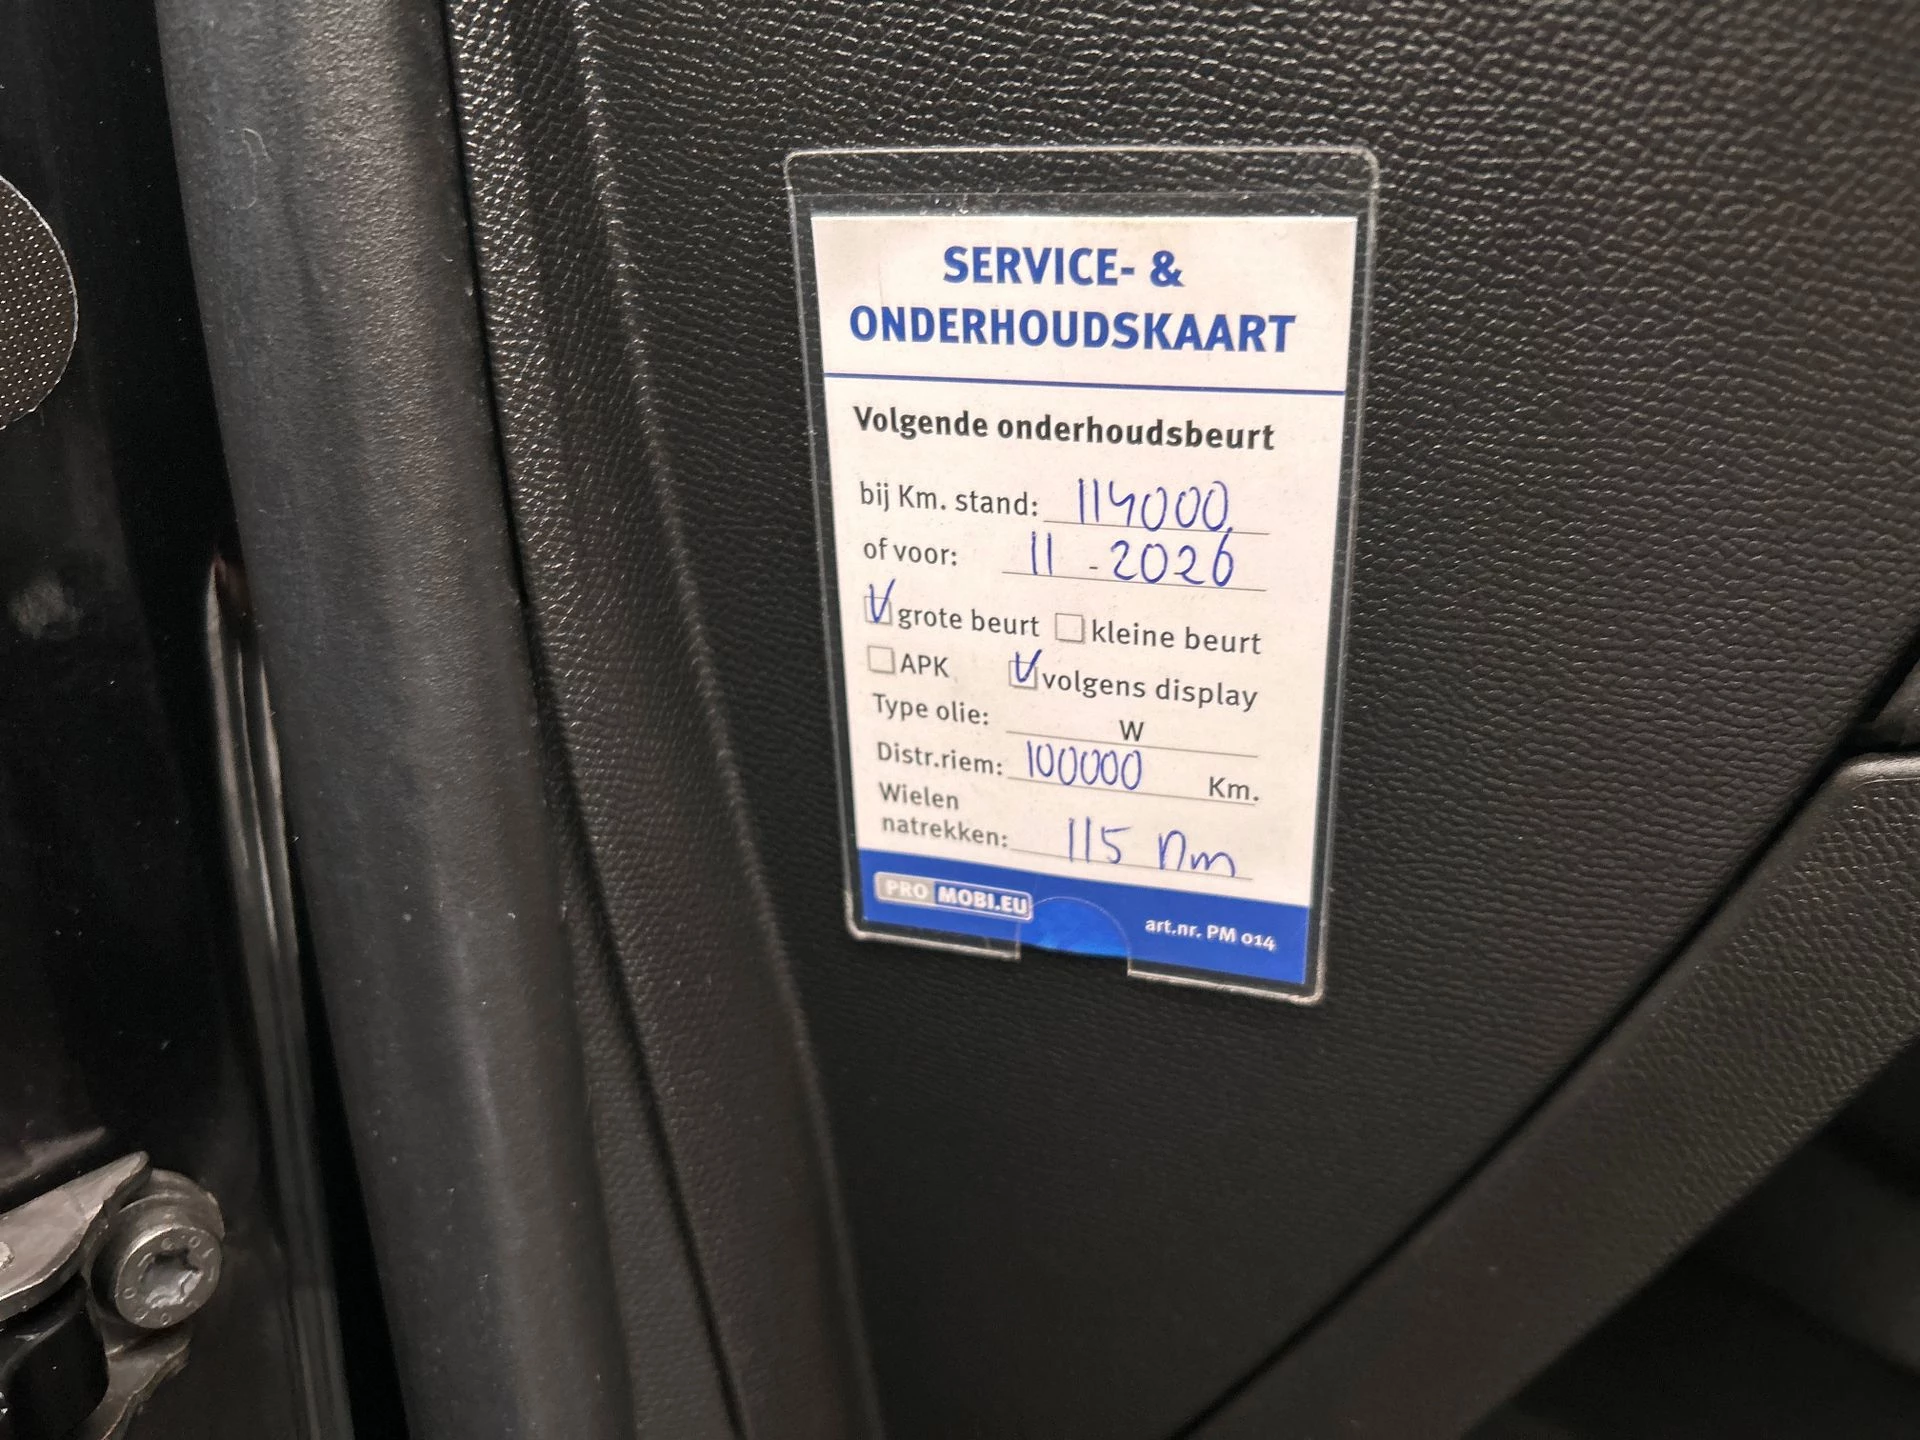 SERVICE- &
ONDERHOUDSKAART
Volgende onderhoudsbeurt
bij Km. stand: 114000
of voor: 11 - 2026
grote beurt kleine beurt
APK volgens display
Type olie: W
Distr.riem: 100000 Km.
Wielen
natrekken: 115 Nm
PRO MOBI.EU art.nr. PM 014